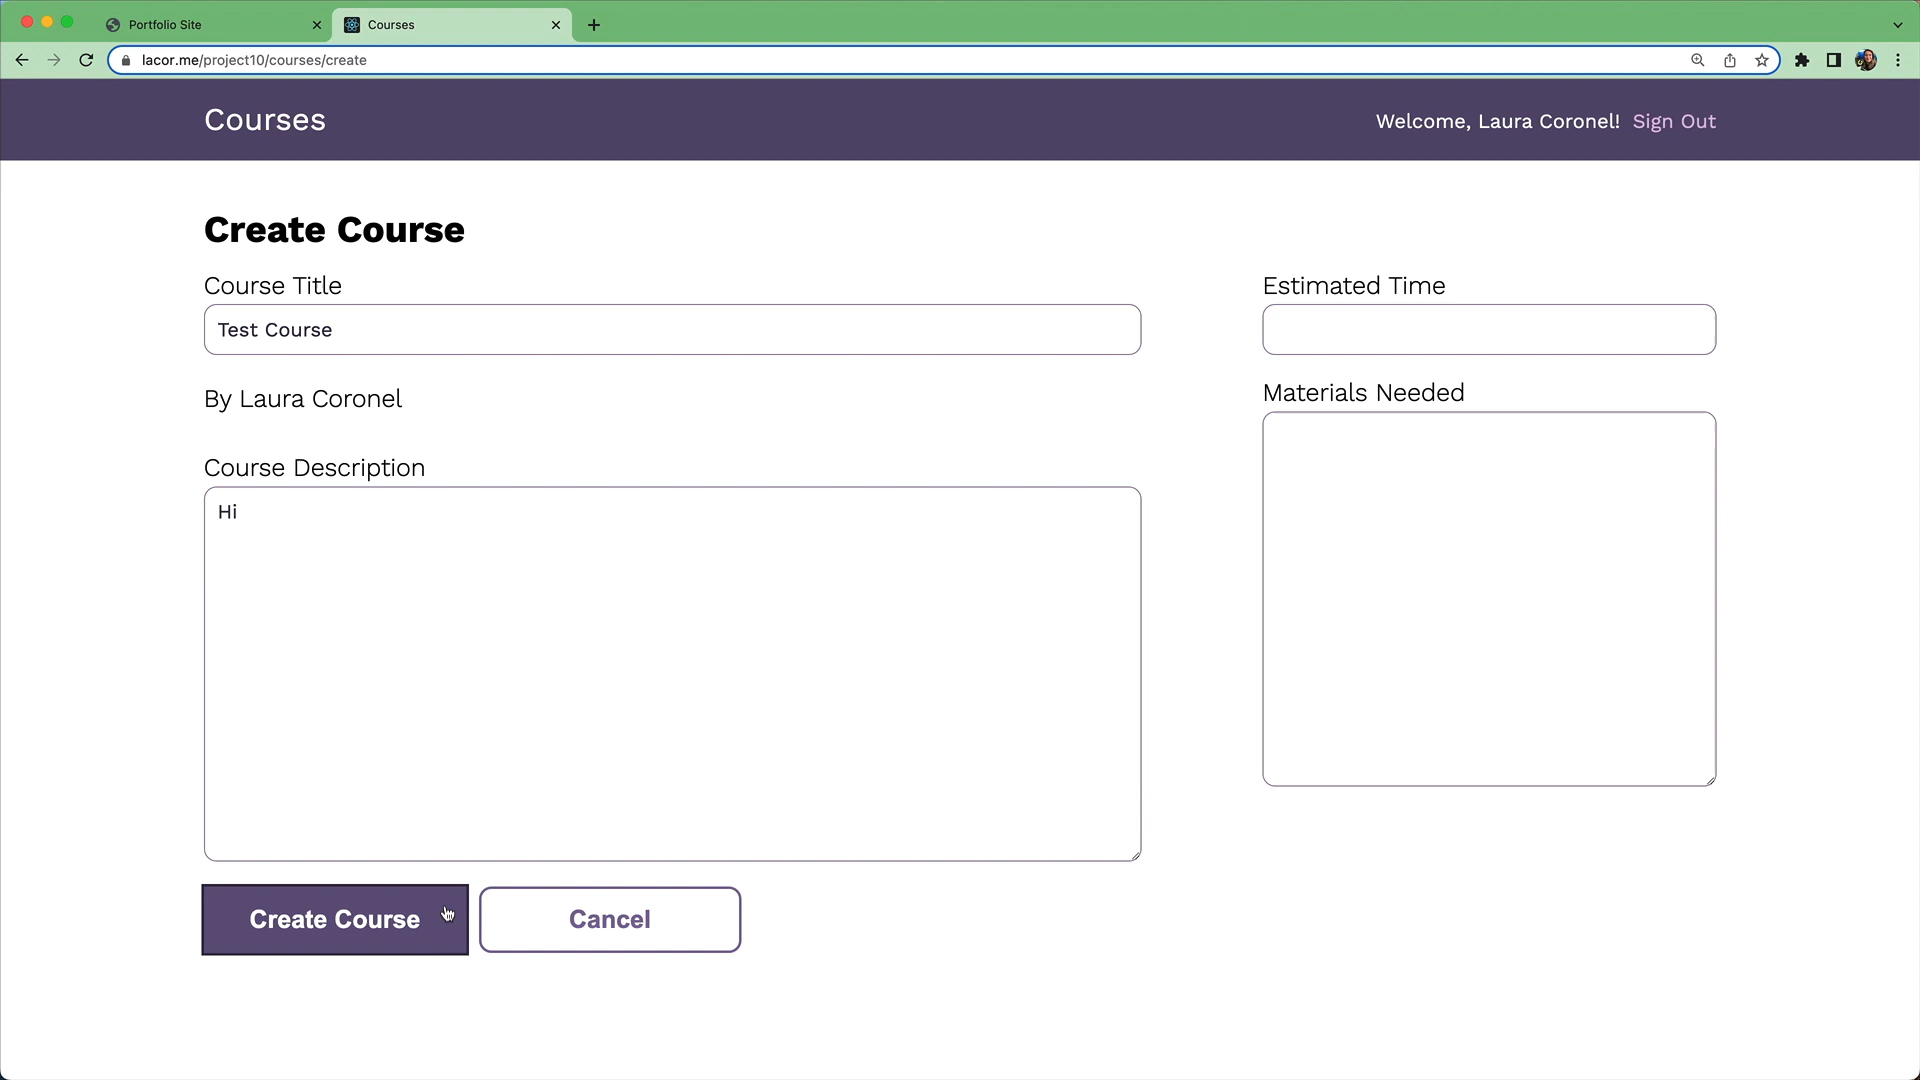 Portfolio Site
Courses
lacor.me/project10/courses/create
Courses
Welcome, Laura Coronel! Sign Out
Create Course
Course Title
Test Course
Estimated Time
By Laura Coronel
Materials Needed
Course Description
Hi
Create Course
Cancel